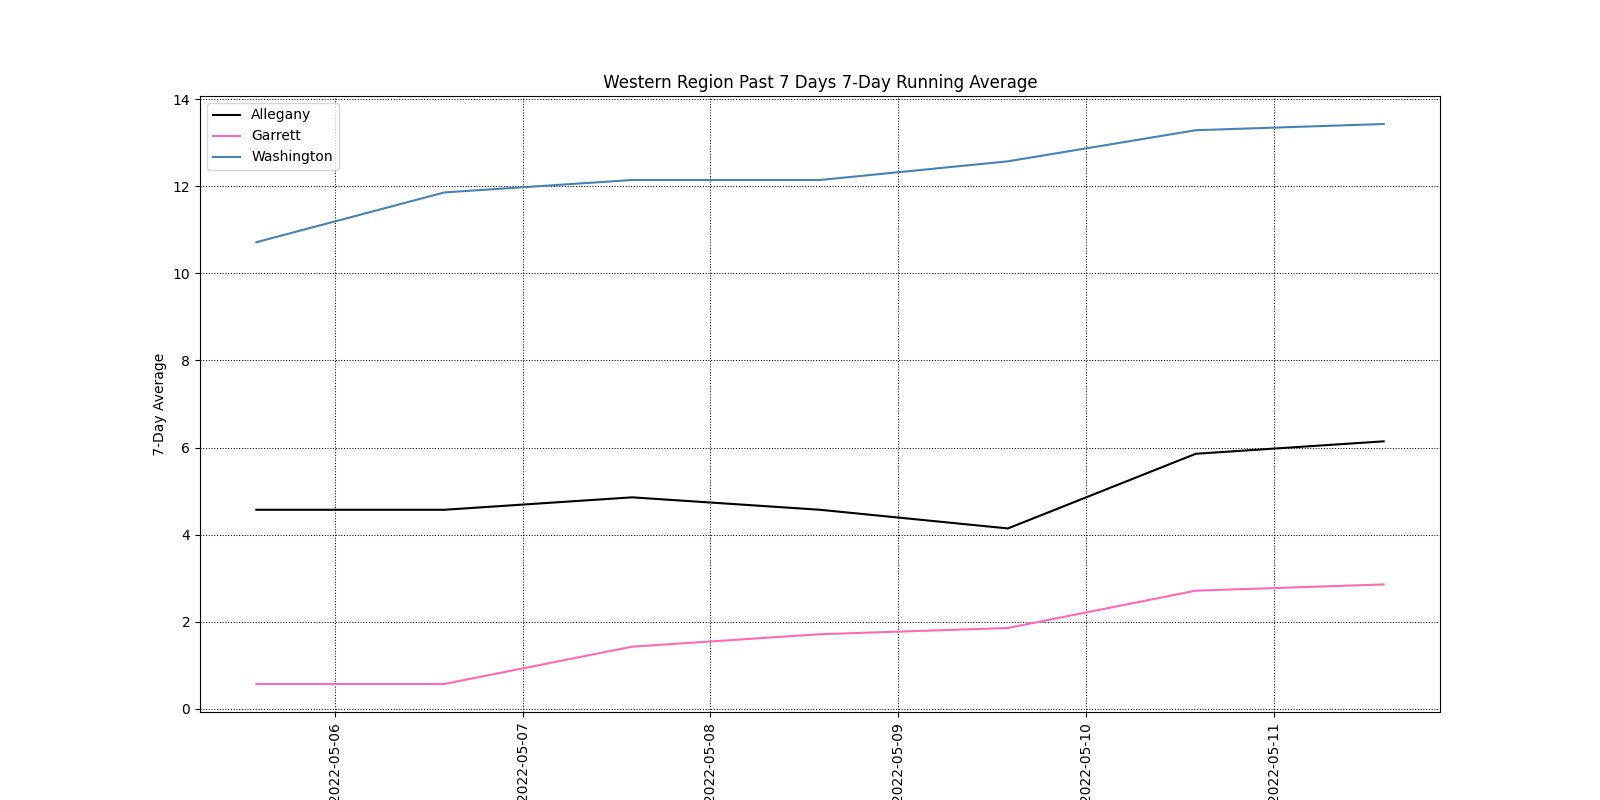 Western Region Past 7 Days 7-Day Running Average
Allegany
Garrett
Washington
7-Day Average
14
12
10
8
6
4
2
0
2022-05-06
2022-05-07
2022-05-08
2022-05-09
2022-05-10
2022-05-11